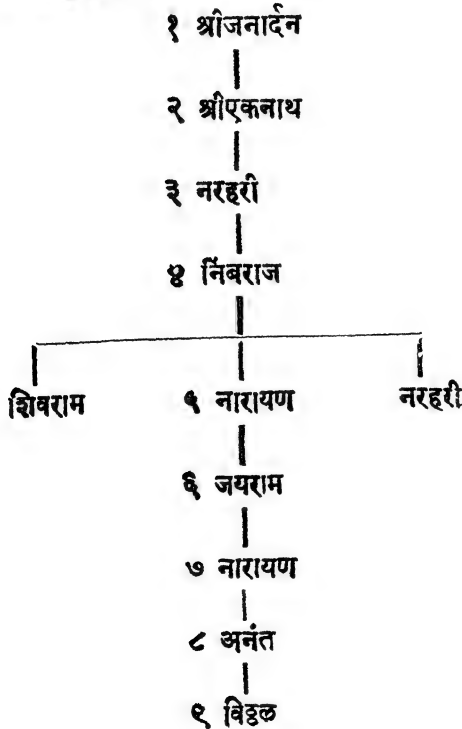 १ श्रीजनार्दन
२ श्रीएकनाथ
३ नरहरी
४ निंबराज
शिवराम ५ नारायण नरहरी
६ जयराम
७ नारायण
८ अनंत
९ विठ्ठल